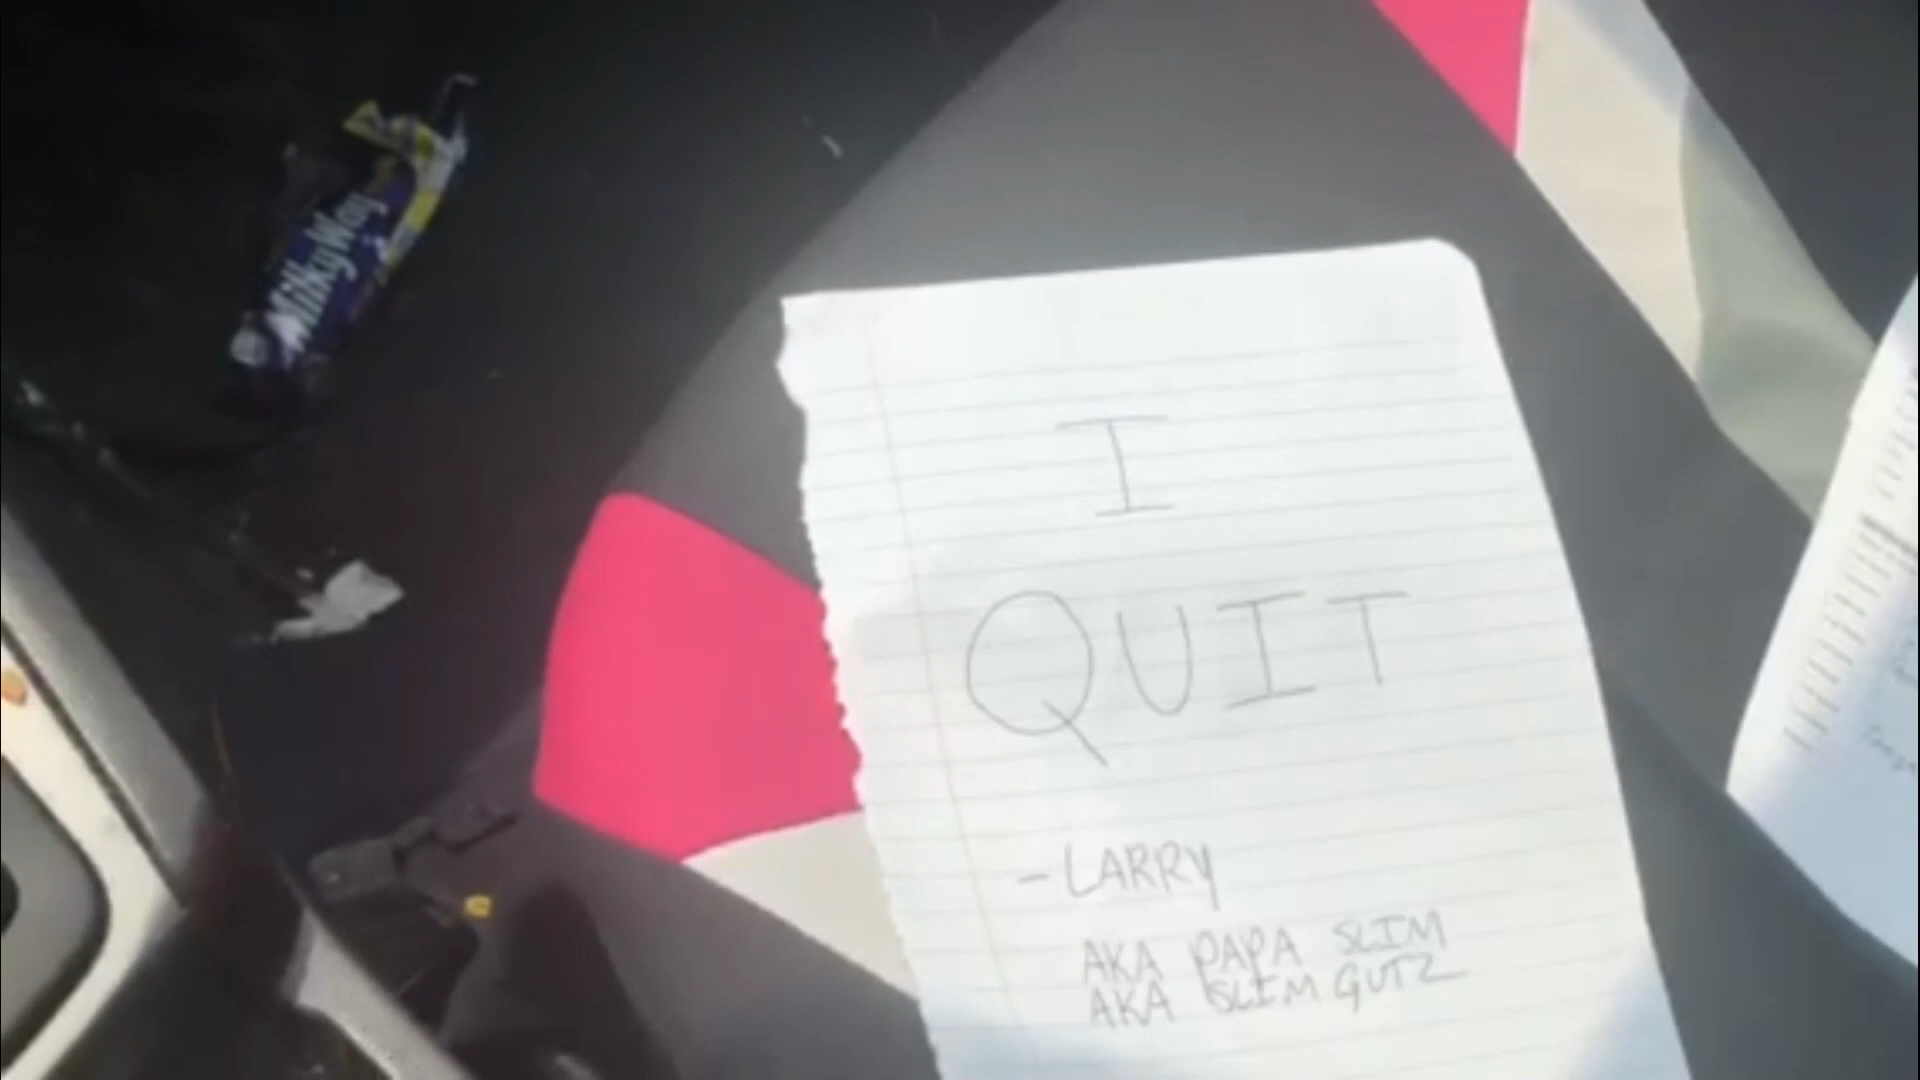 MilkyWay
I
QUIT
-LARRY
AKA PAPA SLIM
AKA SLIM GUTZ